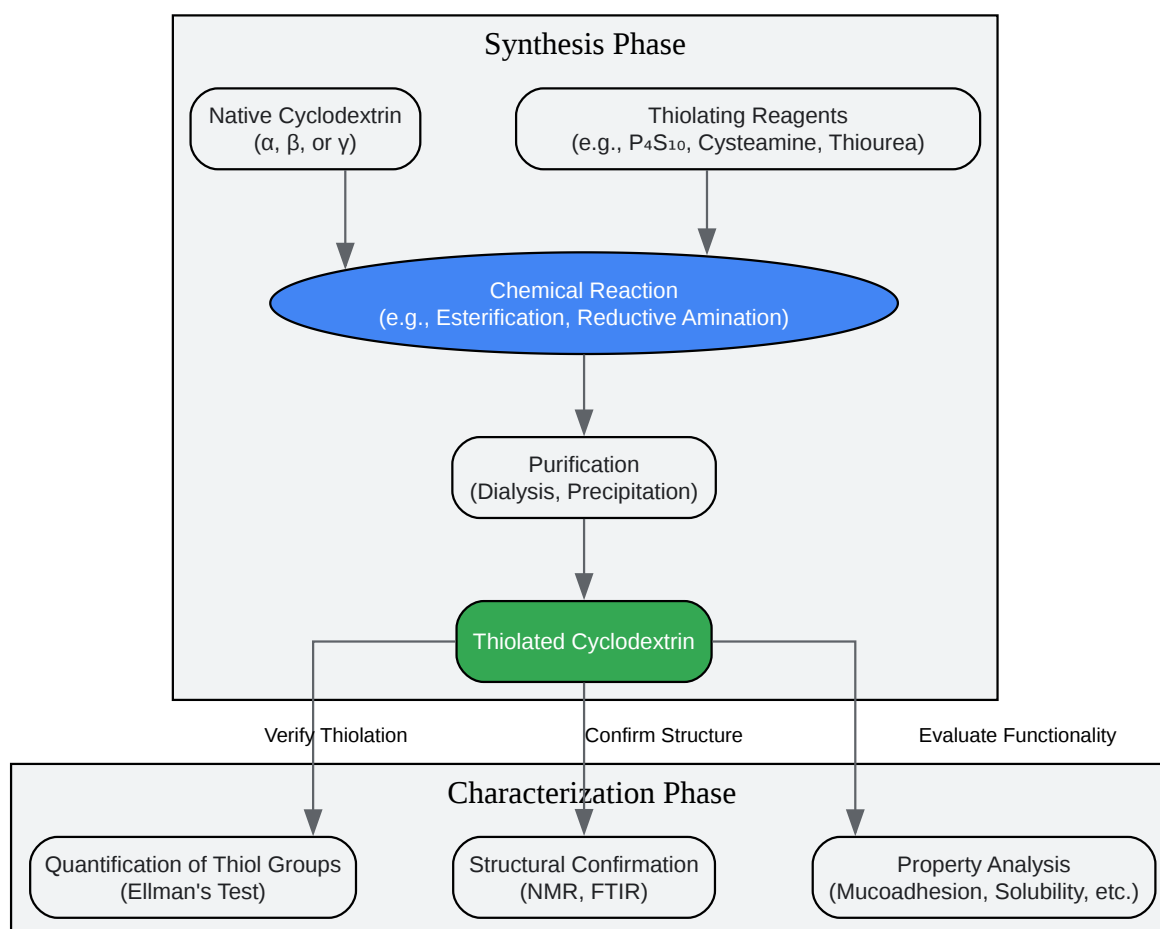 Synthesis Phase
Native Cyclodextrin
(α, β, or γ)
Thiolating Reagents
(e.g., P₄S₁₀, Cysteamine, Thiourea)
Chemical Reaction
(e.g., Esterification, Reductive Amination)
Purification
(Dialysis, Precipitation)
Thiolated Cyclodextrin
Verify Thiolation
Confirm Structure
Evaluate Functionality
Characterization Phase
Quantification of Thiol Groups
(Ellman's Test)
Structural Confirmation
(NMR, FTIR)
Property Analysis
(Mucoadhesion, Solubility, etc.)